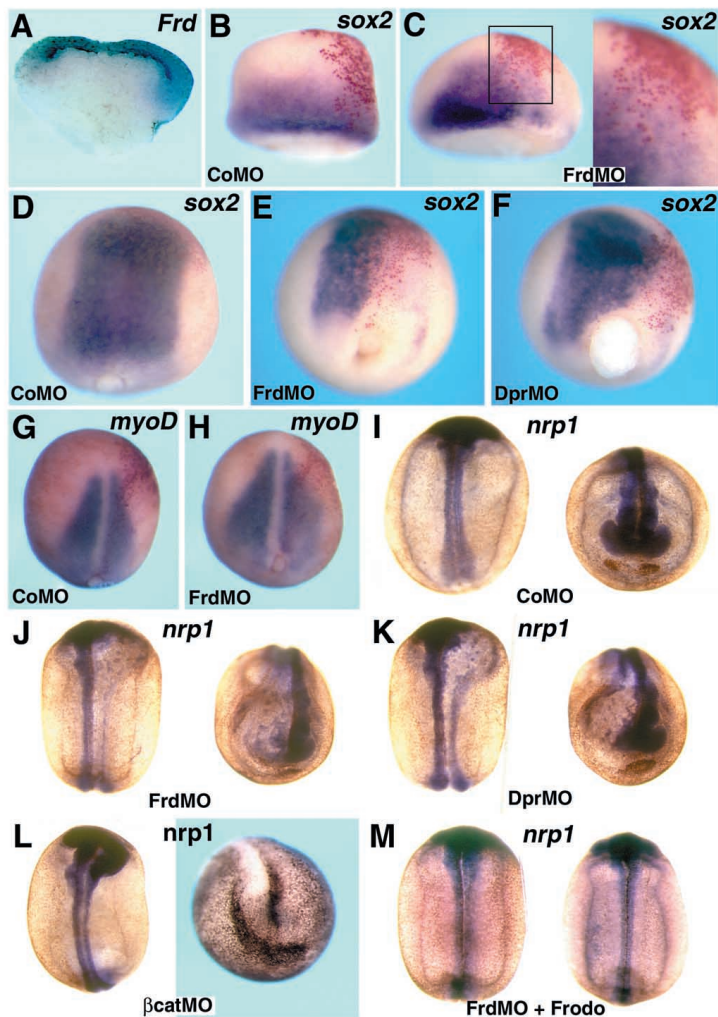 A Frd
B sox2
CoMO
C sox2
FrdMO
D sox2
CoMO
E sox2
FrdMO
F sox2
DprMO
G myoD
CoMO
H myoD
FrdMO
I nrp1
CoMO
J nrp1
FrdMO
K nrp1
DprMO
L nrp1
βcatMO
M nrp1
FrdMO + Frodo